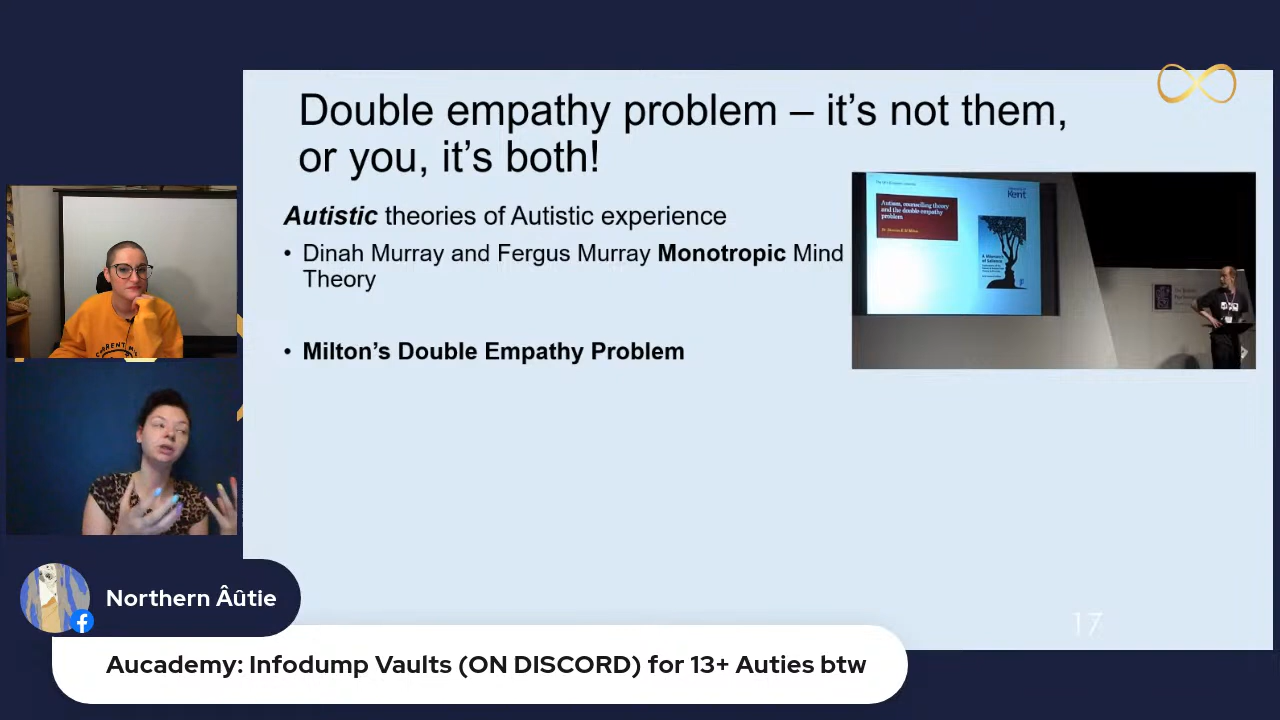 Double empathy problem – it's not them,
or you, it's both!
Autistic theories of Autistic experience
• Dinah Murray and Fergus Murray Monotropic Mind
Theory
• Milton's Double Empathy Problem
Kent
Autism, reconciling theory
and the double empathy
problem
17
Northern Âûtie
Aucademy: Infodump Vaults (ON DISCORD) for 13+ Auties btw